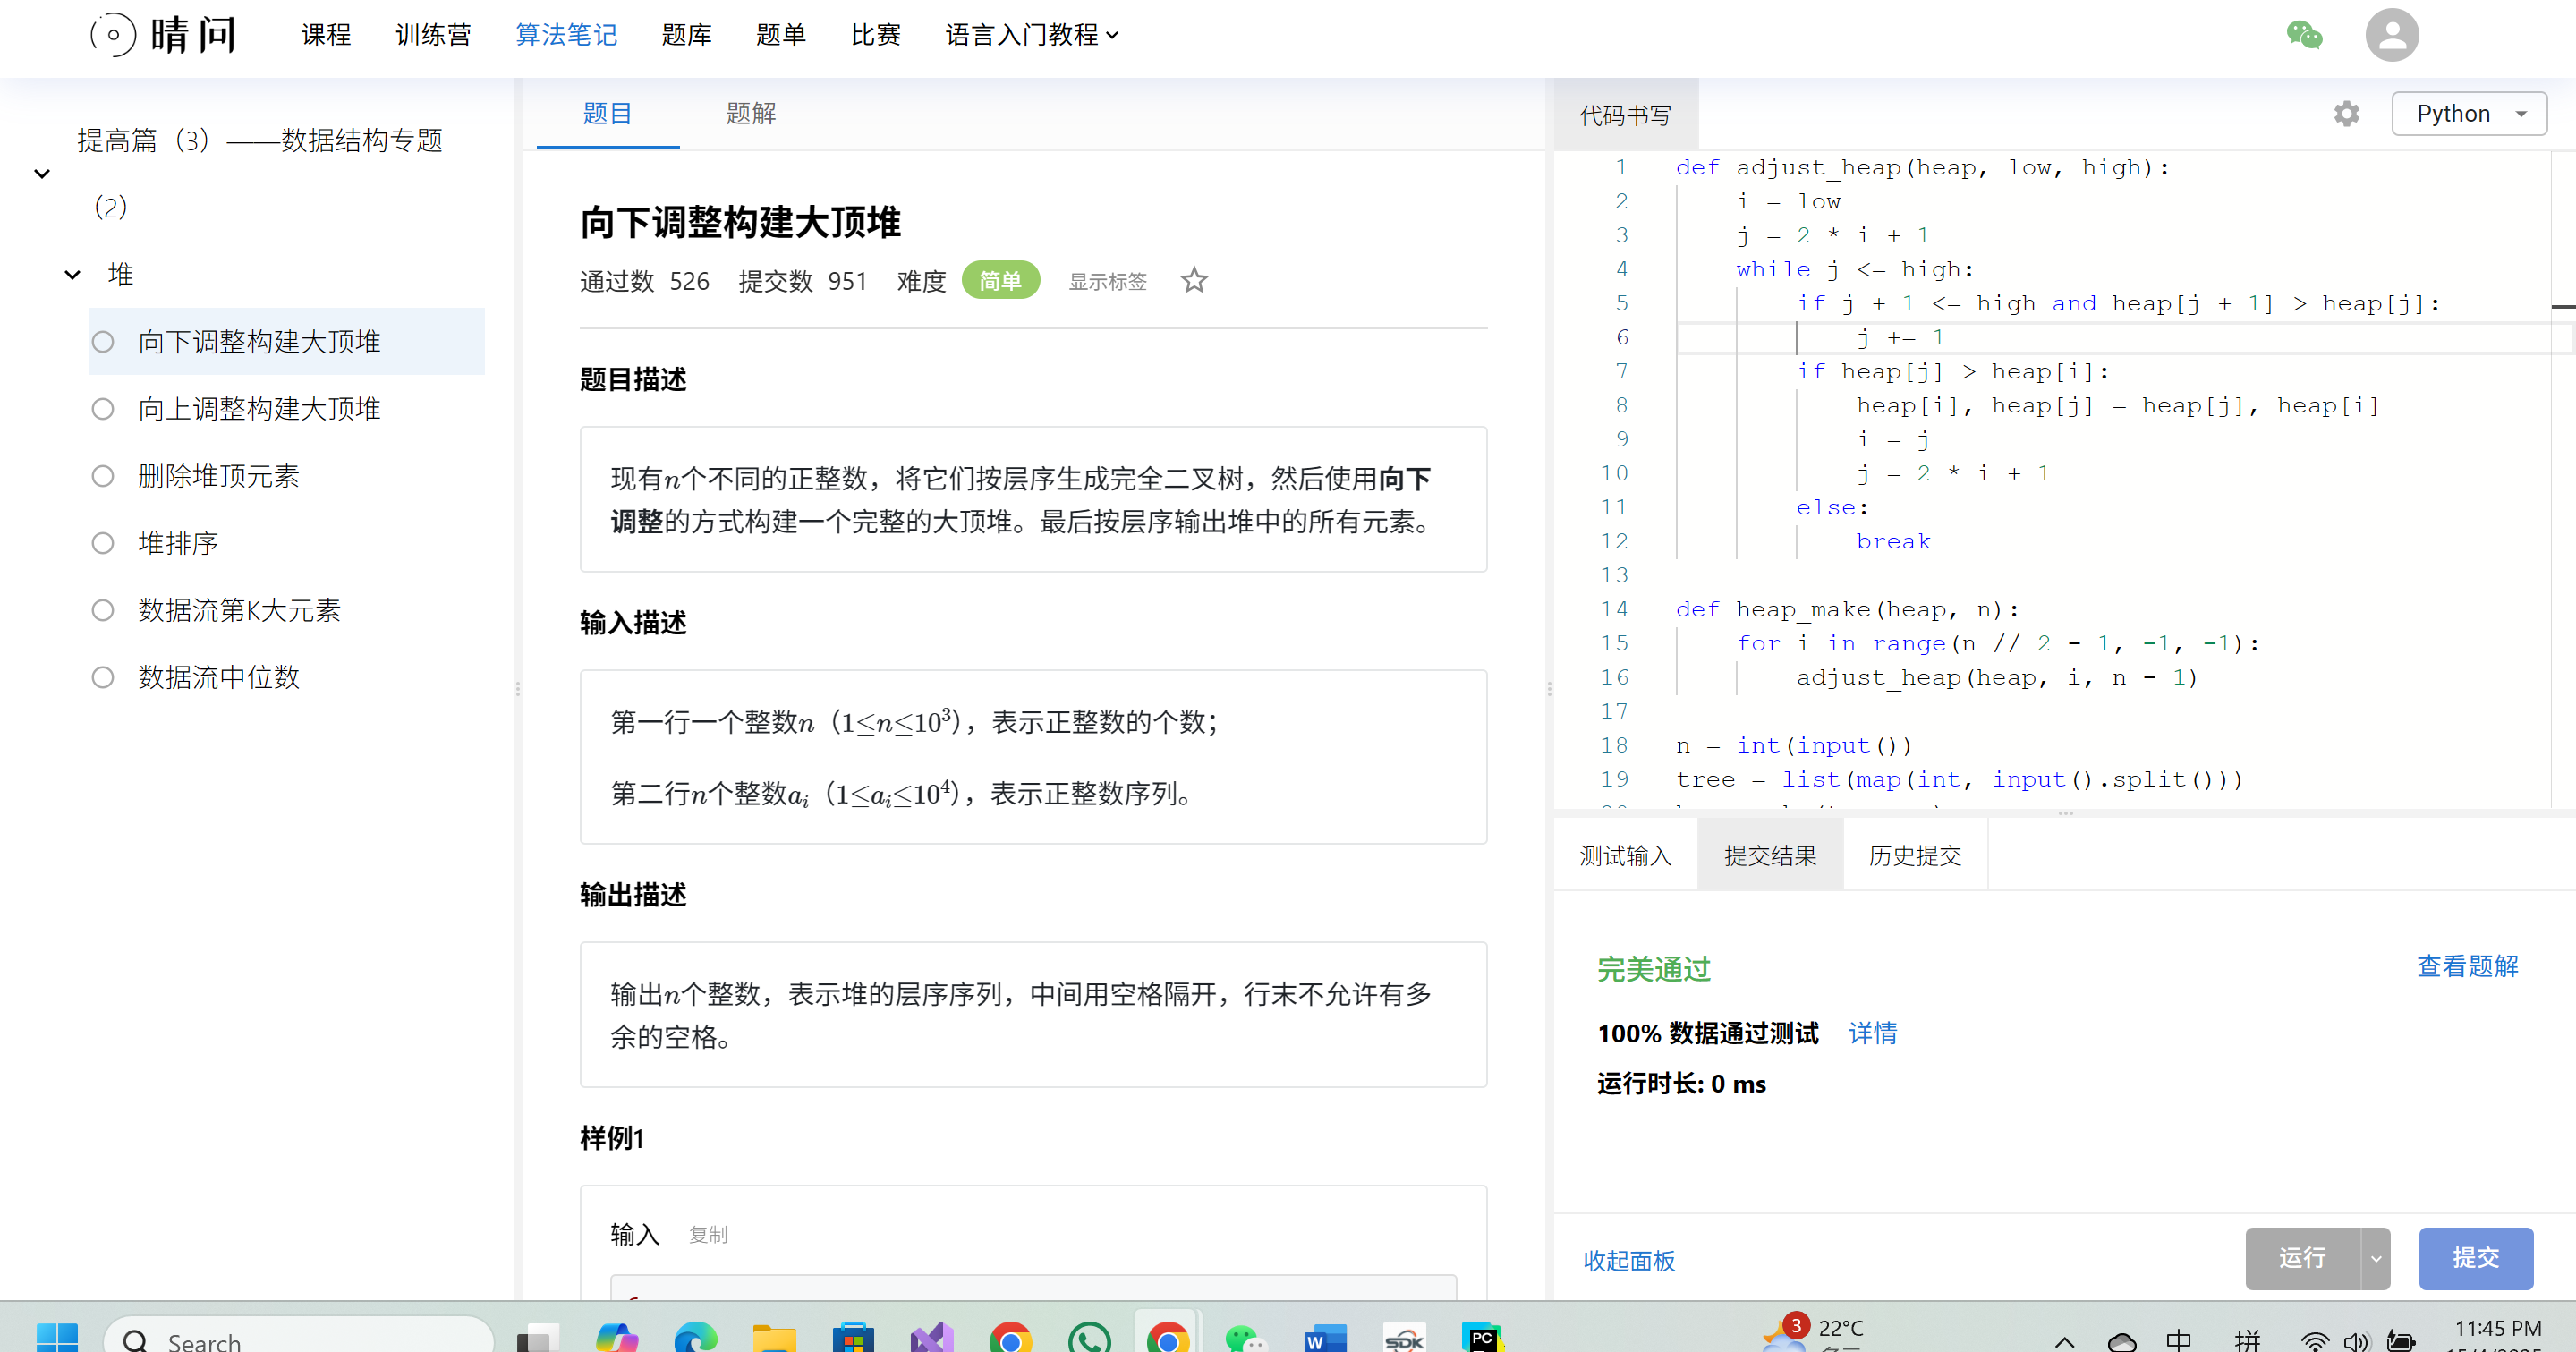 晴问 课程 训练营 算法笔记 题库 题单 比赛 语言入门教程
提高篇（3）——数据结构专题
（2）
堆
向下调整构建大顶堆
向上调整构建大顶堆
删除堆顶元素
堆排序
数据流第K大元素
数据流中位数
题目 题解
向下调整构建大顶堆
通过数 526 提交数 951 难度 简单 显示标签
题目描述
现有n个不同的正整数，将它们按层序生成完全二叉树，然后使用向下
调整的方式构建一个完整的大顶堆。最后按层序输出堆中的所有元素。
输入描述
第一行一个整数n（1≤n≤10³），表示正整数的个数；
第二行n个整数aᵢ（1≤aᵢ≤10⁴），表示正整数序列。
输出描述
输出n个整数，表示堆的层序序列，中间用空格隔开，行末不允许有多
余的空格。
样例1
输入 复制
代码书写 Python
1 def adjust_heap(heap, low, high):
2 i = low
3 j = 2 * i + 1
4 while j <= high:
5 if j + 1 <= high and heap[j + 1] > heap[j]:
6 j += 1
7 if heap[j] > heap[i]:
8 heap[i], heap[j] = heap[j], heap[i]
9 i = j
10 j = 2 * i + 1
11 else:
12 break
13
14 def heap_make(heap, n):
15 for i in range(n // 2 - 1, -1, -1):
16 adjust_heap(heap, i, n - 1)
17
18 n = int(input())
19 tree = list(map(int, input().split()))
测试输入 提交结果 历史提交
完美通过 查看题解
100% 数据通过测试 详情
运行时长: 0 ms
收起面板 运行 提交
Search PC W SDK 3 22°C 中 拼 11:45 PM